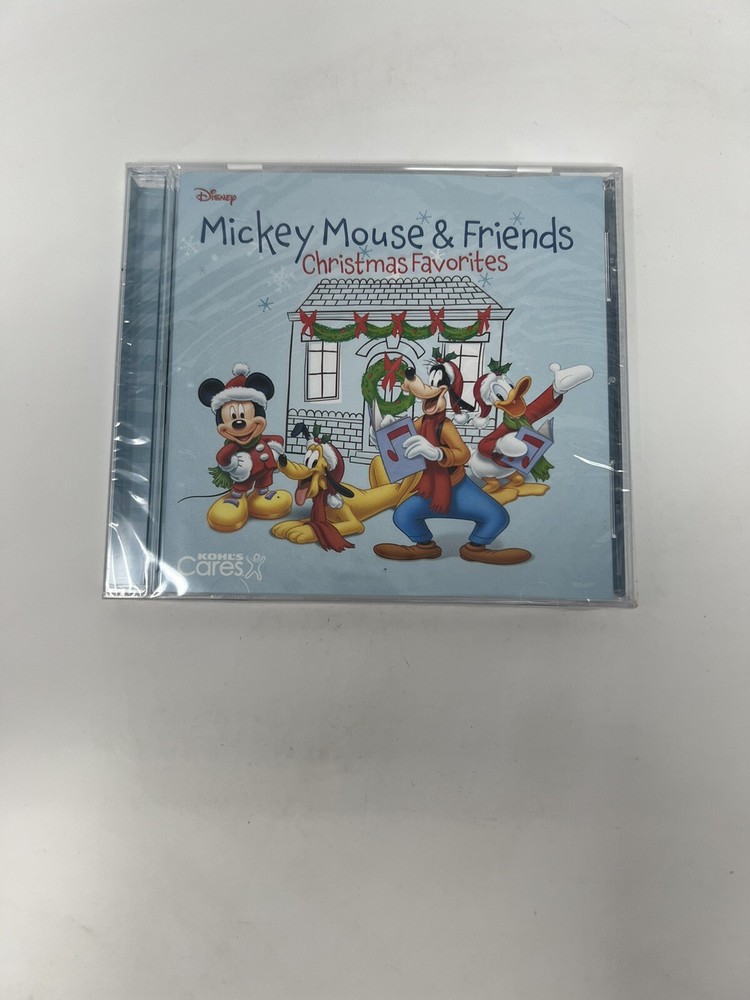 Disney
Mickey Mouse & Friends
Christmas Favorites
KOHL'S
Cares